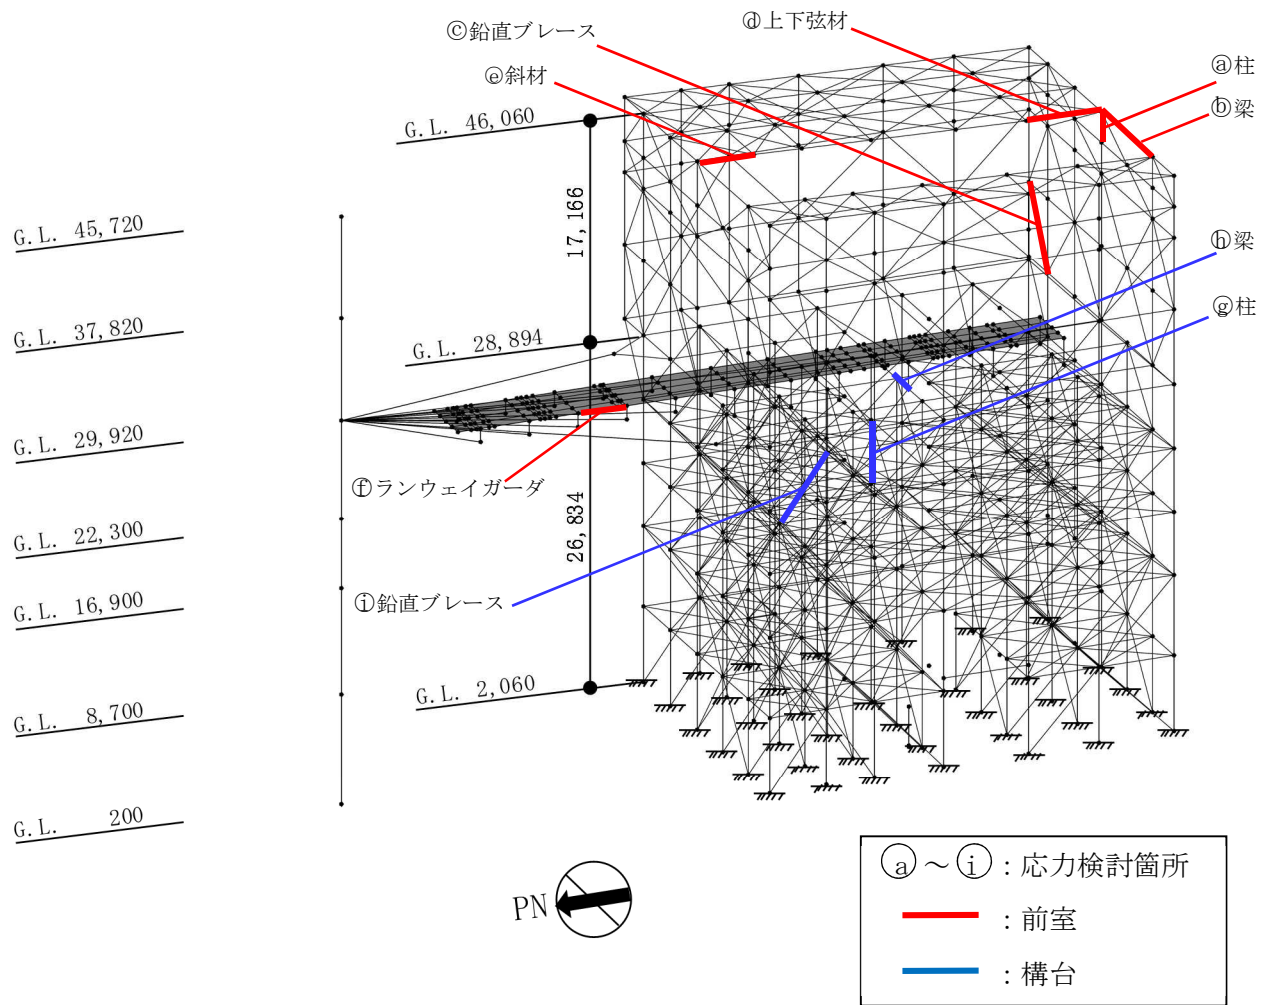 ⓒ鉛直ブレース
ⓓ上下弦材
ⓔ斜材
ⓐ柱
ⓑ梁
G.L. 46,060
17,166
G.L. 45,720
ⓗ梁
ⓖ柱
G.L. 37,820
G.L. 28,894
G.L. 29,920
ⓕランウェイガーダ
26,834
G.L. 22,300
G.L. 16,900
ⓘ鉛直ブレース
G.L. 2,060
G.L. 8,700
G.L. 200
PN
ⓐ～ⓘ：応力検討箇所
：前室
：構台